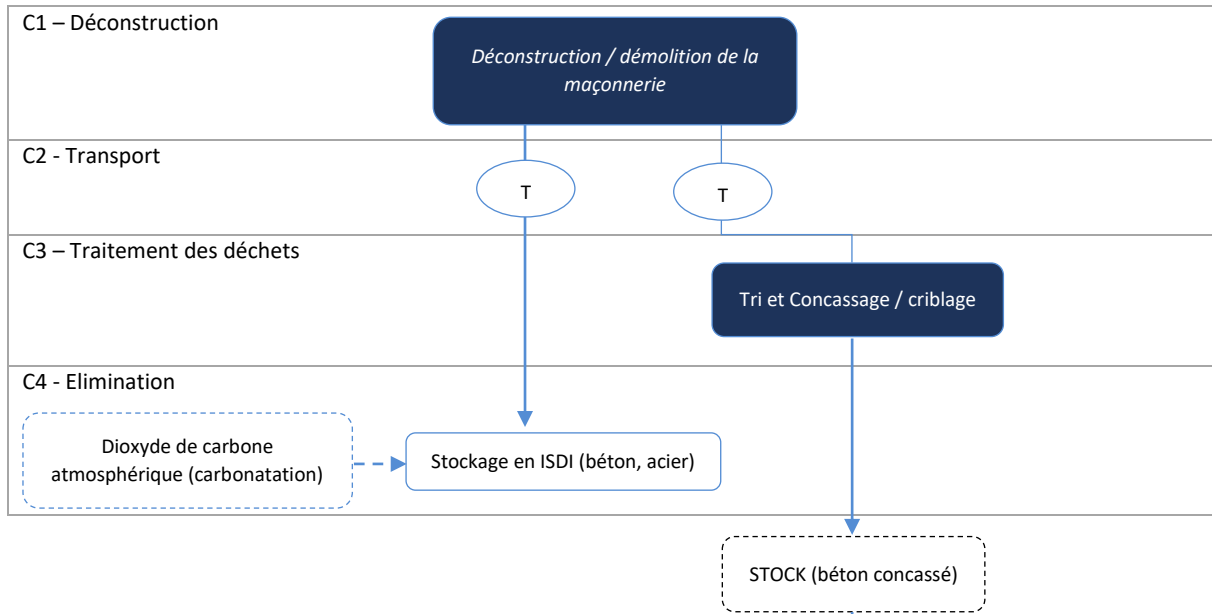 C1 – Déconstruction
Déconstruction / démolition de la
maçonnerie
C2 - Transport
T
T
C3 – Traitement des déchets
Tri et Concassage / criblage
C4 - Elimination
Dioxyde de carbone
atmosphérique (carbonatation)
Stockage en ISDI (béton, acier)
STOCK (béton concassé)